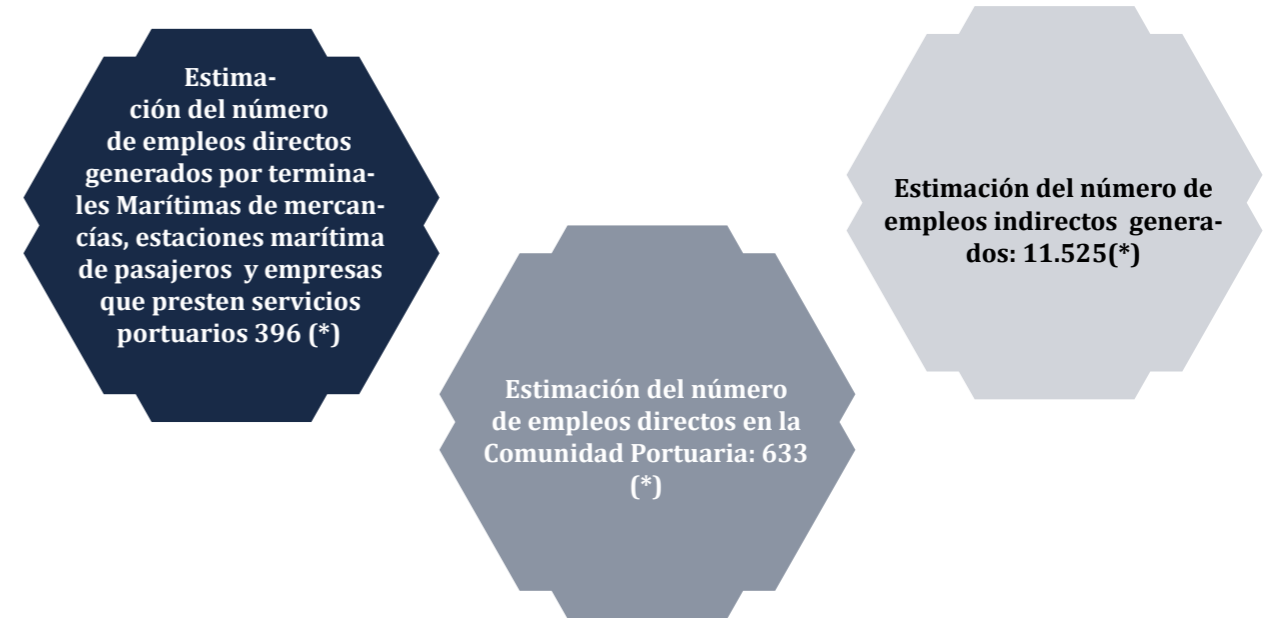 Estima-
ción del número
de empleos directos
generados por termina-
les Marítimas de mercan-
cías, estaciones marítima
de pasajeros y empresas
que presten servicios
portuarios 396 (*)
Estimación del número
de empleos directos en la
Comunidad Portuaria: 633
(*)
Estimación del número de
empleos indirectos genera-
dos: 11.525(*)